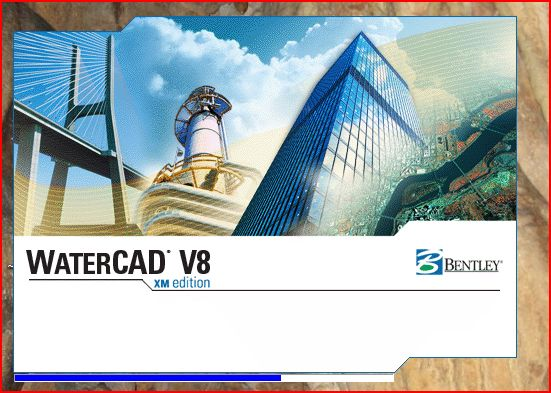 WATERCAD® V8
XM edition
BENTLEY®